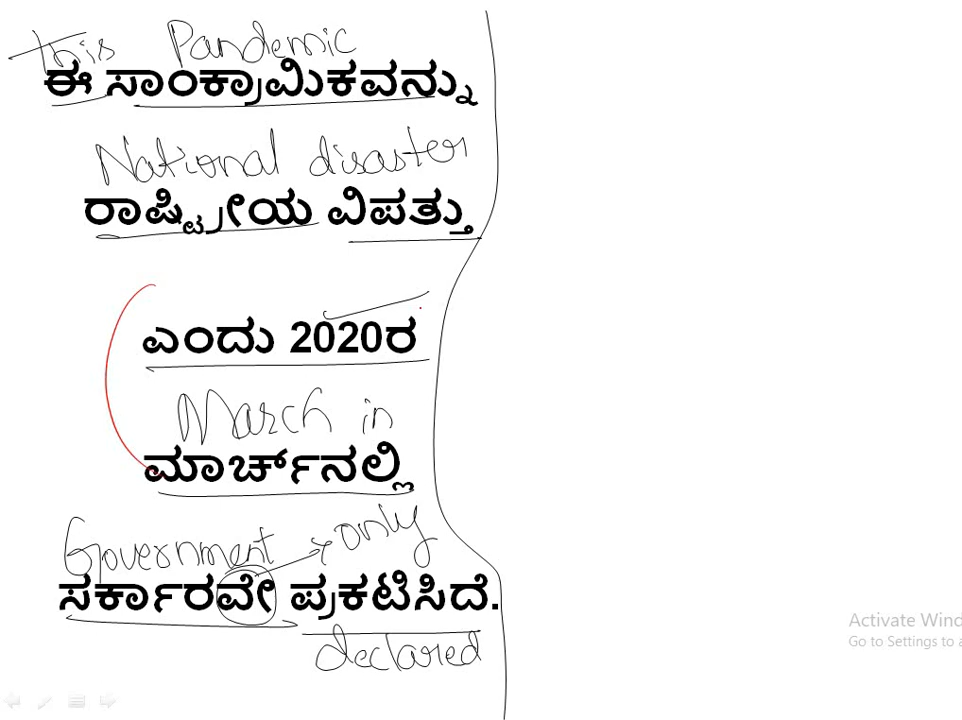 This Pandemic
ಈ ಸಾಂಕ್ರಾಮಿಕವನ್ನು
National disaster
ರಾಷ್ಟ್ರೀಯ ವಿಪತ್ತು
ಎಂದು 2020ರ
March in
ಮಾರ್ಚ್‌ನಲ್ಲಿ
Government only
ಸರ್ಕಾರವೇ ಪ್ರಕಟಿಸಿದೆ.
declared
Activate Wind
Go to Settings to a